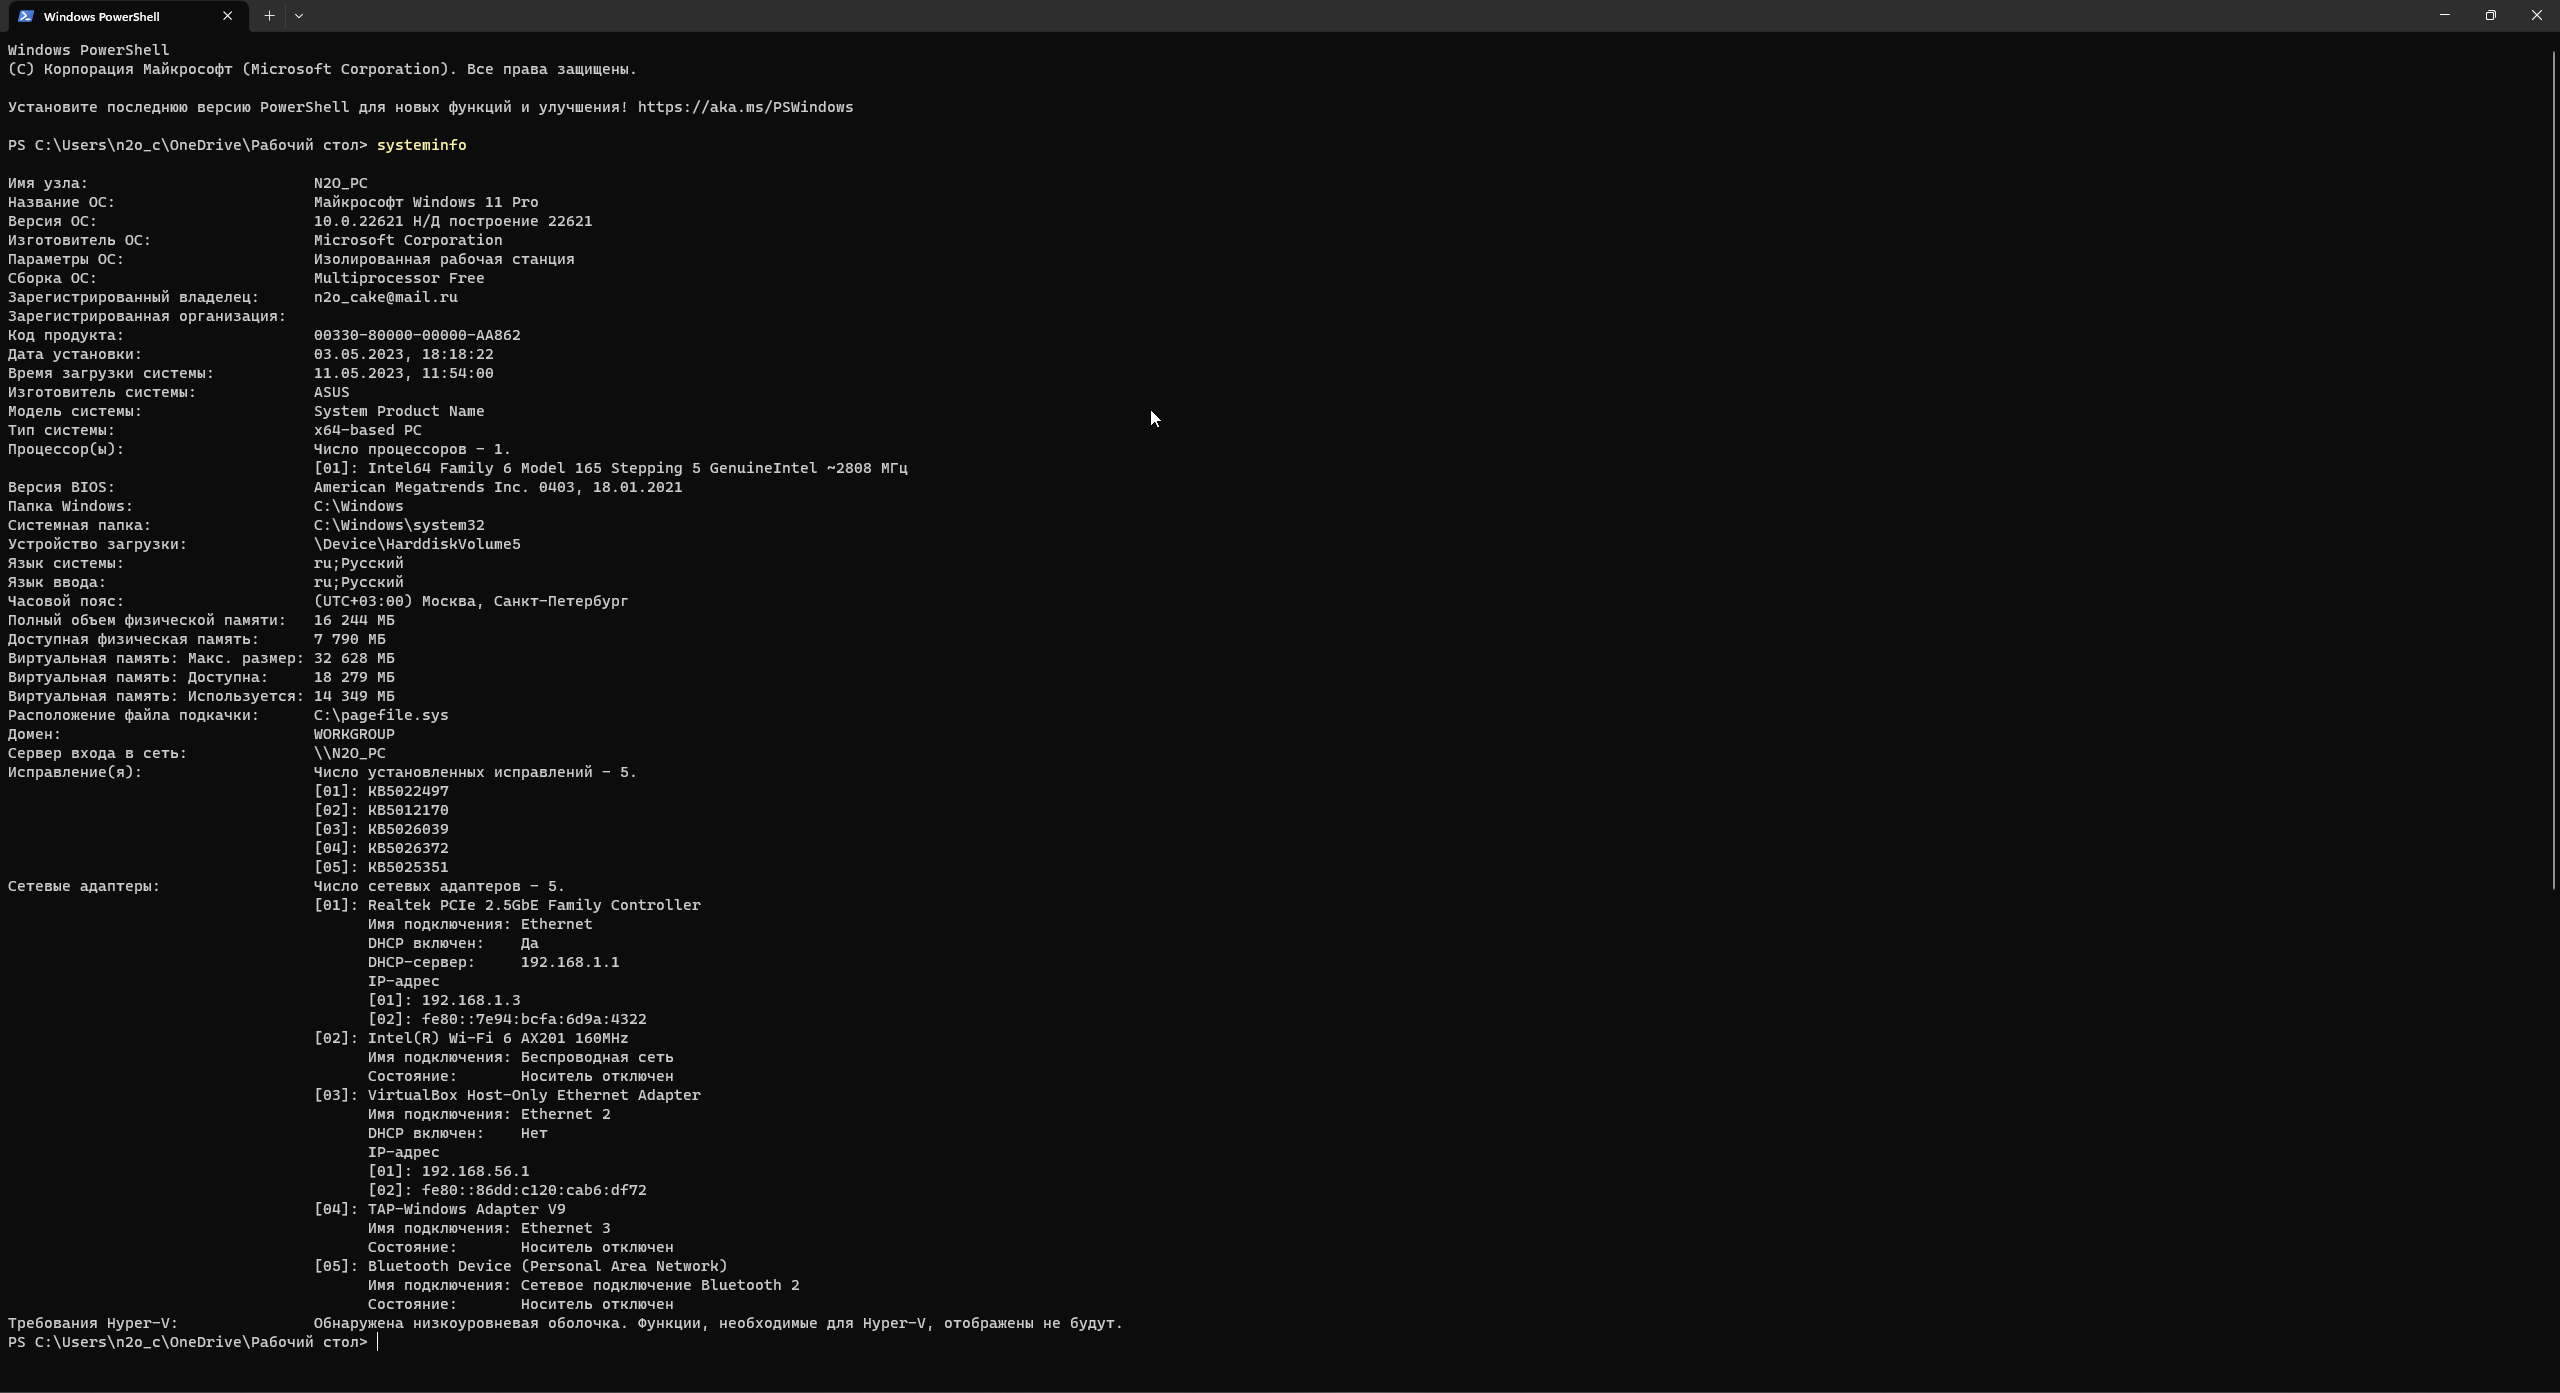 Windows PowerShell
Windows PowerShell
(C) Корпорация Майкрософт (Microsoft Corporation). Все права защищены.
Установите последнюю версию PowerShell для новых функций и улучшения! https://aka.ms/PSWindows
PS C:\Users\n2o_c\OneDrive\Рабочий стол> systeminfo
Имя узла: N2O_PC
Название ОС: Майкрософт Windows 11 Pro
Версия ОС: 10.0.22621 Н/Д построение 22621
Изготовитель ОС: Microsoft Corporation
Параметры ОС: Изолированная рабочая станция
Сборка ОС: Multiprocessor Free
Зарегистрированный владелец: n2o_cake@mail.ru
Зарегистрированная организация:
Код продукта: 00330-80000-00000-AA862
Дата установки: 03.05.2023, 18:18:22
Время загрузки системы: 11.05.2023, 11:54:00
Изготовитель системы: ASUS
Модель системы: System Product Name
Тип системы: x64-based PC
Процессор(ы): Число процессоров - 1.
[01]: Intel64 Family 6 Model 165 Stepping 5 GenuineIntel ~2808 МГц
Версия BIOS: American Megatrends Inc. 0403, 18.01.2021
Папка Windows: C:\Windows
Системная папка: C:\Windows\system32
Устройство загрузки: \Device\HarddiskVolume5
Язык системы: ru;Русский
Язык ввода: ru;Русский
Часовой пояс: (UTC+03:00) Москва, Санкт-Петербург
Полный объем физической памяти: 16 244 МБ
Доступная физическая память: 7 790 МБ
Виртуальная память: Макс. размер: 32 628 МБ
Виртуальная память: Доступна: 18 279 МБ
Виртуальная память: Используется: 14 349 МБ
Расположение файла подкачки: C:\pagefile.sys
Домен: WORKGROUP
Сервер входа в сеть: \\N2O_PC
Исправление(я): Число установленных исправлений - 5.
[01]: KB5022497
[02]: KB5012170
[03]: KB5026039
[04]: KB5026372
[05]: KB5025351
Сетевые адаптеры: Число сетевых адаптеров - 5.
[01]: Realtek PCIe 2.5GbE Family Controller
Имя подключения: Ethernet
DHCP включен: Да
DHCP-сервер: 192.168.1.1
IP-адрес
[01]: 192.168.1.3
[02]: fe80::7e94:bcfa:6d9a:4322
[02]: Intel(R) Wi-Fi 6 AX201 160MHz
Имя подключения: Беспроводная сеть
Состояние: Носитель отключен
[03]: VirtualBox Host-Only Ethernet Adapter
Имя подключения: Ethernet 2
DHCP включен: Нет
IP-адрес
[01]: 192.168.56.1
[02]: fe80::86dd:c120:cab6:df72
[04]: TAP-Windows Adapter V9
Имя подключения: Ethernet 3
Состояние: Носитель отключен
[05]: Bluetooth Device (Personal Area Network)
Имя подключения: Сетевое подключение Bluetooth 2
Состояние: Носитель отключен
Требования Hyper-V: Обнаружена низкоуровневая оболочка. Функции, необходимые для Hyper-V, отображены не будут.
PS C:\Users\n2o_c\OneDrive\Рабочий стол>